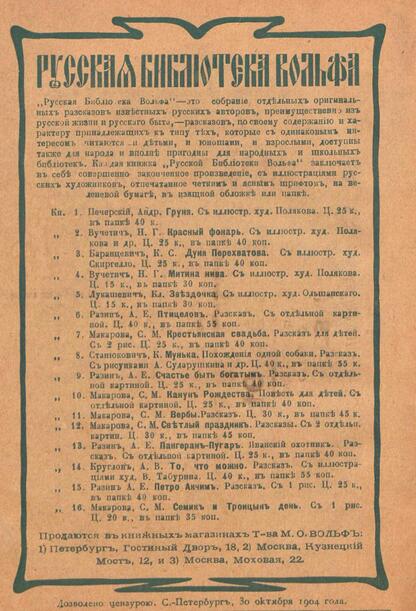 РУССКАЯ БИБЛІОТЕКА ВОЛЬФА
„Русская Библіотека Вольфа“—это собраніе отдѣльныхъ оригиналь-
ныхъ разсказовъ извѣстныхъ русскихъ авторовъ, преимущественно изъ
русской жизни и русскаго быта,—разсказовъ, по своему содержанію и ха-
рактеру принадлежащихъ къ типу тѣхъ, которые съ одинаковымъ ин-
тересомъ читаются и дѣтьми, и юношами, и взрослыми, доступны
также для народа и вполнѣ пригодны для народныхъ и школьныхъ
библіотекъ. Каждая книжка „Русской Библіотеки Вольфа“ заключаетъ
въ себѣ совершенно законченное произведеніе, съ иллюстраціями рус-
скихъ художниковъ, отпечатанное четкимъ и яснымъ шрифтомъ, на ве-
леневой бумагѣ, въ изящной обложкѣ или папкѣ.
Кн. 1. Печерскій, Андр. Груня. Съ иллюстр. худ. Полякова. Ц. 25 к.,
въ папкѣ 40 коп.
„ 2. Вучетичъ, Н. Г. Красный фонарь. Съ иллюстр. худ. Полякова
и др. Ц. 25 к., въ папкѣ 40 коп.
„ 3. Баранцевичъ, К. С. Дуня Перехватова. Съ иллюстр. худ.
Скиргелло. Ц. 25 к., въ папкѣ 40 коп.
„ 4. Вучетичъ, Н. Г. Митина нива. Съ иллюстр. худ. Полякова.
Ц. 15 к., въ папкѣ 30 коп.
„ 5. Лукашевичъ, Кл. Звѣздочка. Съ иллюстр. худ. Ольшанскаго.
Ц. 15 к., въ папкѣ 30 коп.
„ 6. Разинъ, А. Е. Птицеловъ. Разсказъ. Съ отдѣльной карти-
ной. Ц. 40 к., въ папкѣ 55 коп.
„ 7. Макарова, С. М. Крестьянская свадьба. Разсказъ для дѣтей.
Съ 2 рис. Ц. 25 к., въ папкѣ 40 коп.
„ 8. Станюковичъ, К. Мунька. Похожденія одной собаки. Разсказъ.
Съ рисунками А. Сударушкина и др. Ц. 40 к., въ папкѣ 55 к.
„ 9. Разинъ, А. Е. Счастье быть богатымъ. Разсказъ. Съ отдѣль-
ной картиной. Ц. 25 к., въ папкѣ 40 коп.
„ 10. Макарова, С. М. Канунъ Рождества. Повѣсть для дѣтей. Съ
отдѣльной картиной. Ц. 25 к., въ папкѣ 40 коп.
„ 11. Макарова, С. М. Вербы. Разсказъ. Ц. 30 к., въ папкѣ 45 к.
„ 12. Макарова, С. М. Свѣтлый праздникъ. Разсказы. Съ 2 отдѣльн.
картин. Ц. 30 к., въ папкѣ 45 коп.
„ 13. Разинъ, А. Е. Пангеранъ-Пугаръ. Яванскій охотникъ. Раз-
сказъ. Съ отдѣльной картиной. Ц. 25 к., въ папкѣ 40 коп.
„ 14. Кругловъ, А. В. То, что можно. Разсказъ. Съ иллюстра-
ціями худ. В. Табурина. Ц. 40 к., въ папкѣ 55 коп.
„ 15. Разинъ А. Е. Петро Акчимъ. Разсказъ. Съ 1 рис. Ц. 25 к.,
въ папкѣ 40 коп.
„ 16. Макарова, С. М. Семикъ и Троицынъ день. Съ 1 рис.
Ц. 20 к., въ папкѣ 35 коп.
Продаются въ книжныхъ магазинахъ Т-ва М. О. ВОЛЬФЪ:
1) Петербургъ, Гостиный Дворъ, 18, 2) Москва, Кузнецкій
Мостъ, 12, и 3) Москва, Моховая, 22.
Дозволено цензурою. С.-Петербургъ, 30 октября 1904 года.